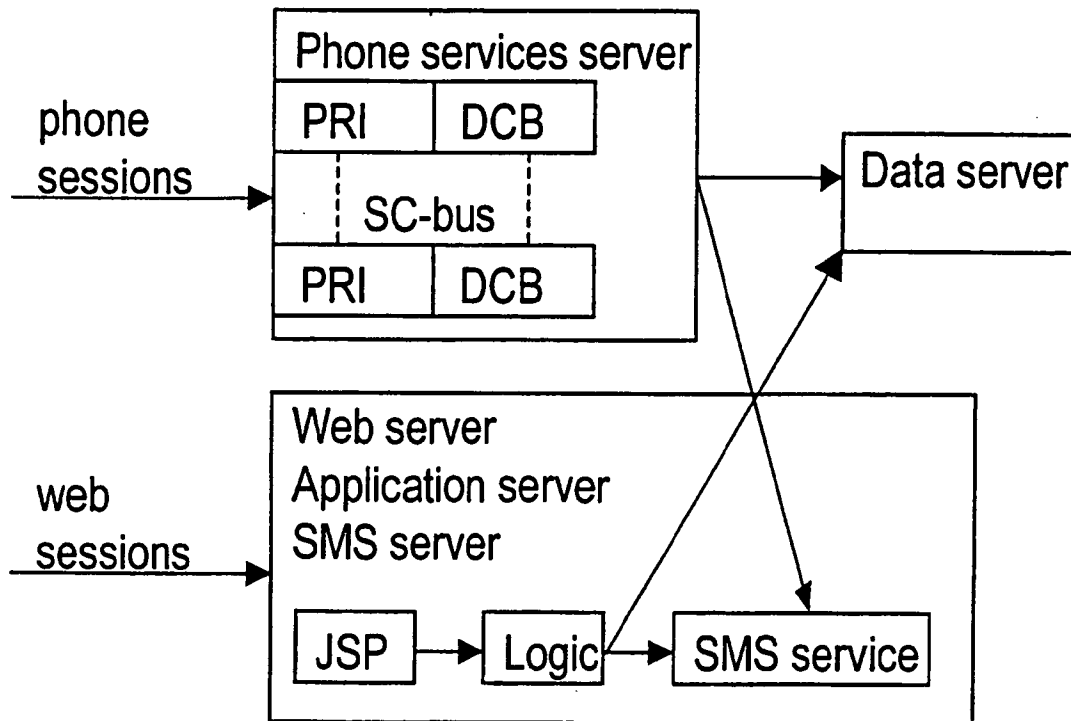 Phone services server
PRI
DCB
phone
sessions
SC-bus
PRI
DCB
Data server
Web server
Application server
SMS server
web
sessions
JSP
Logic
SMS service